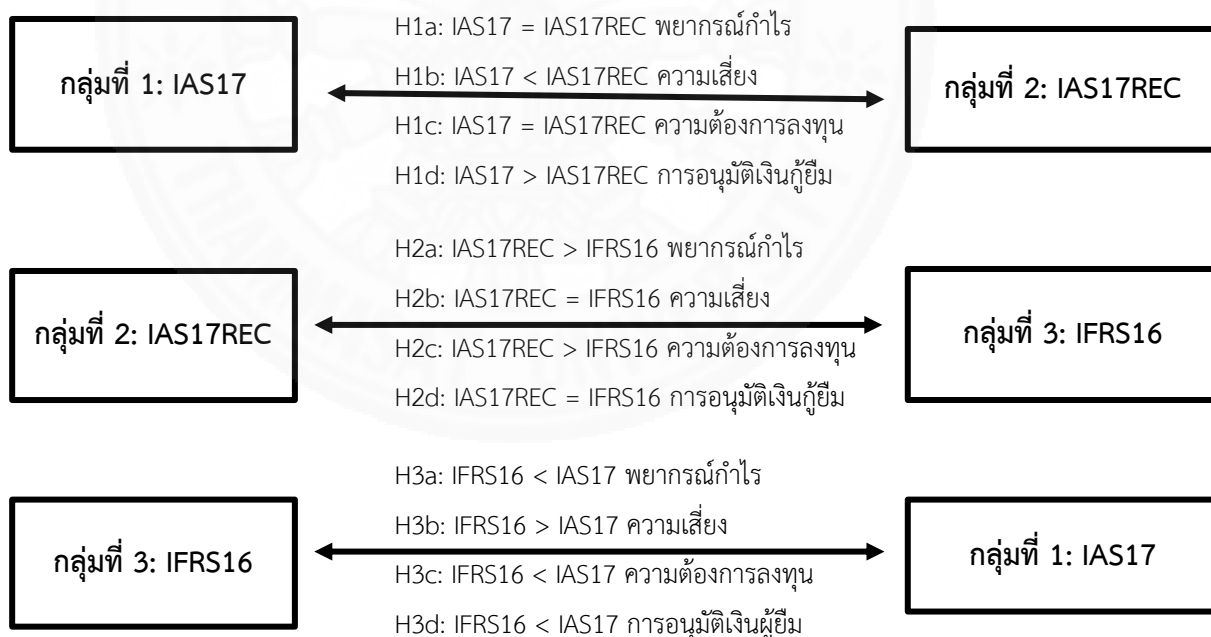 H1a: IAS17 = IAS17REC พยากรณ์กำไร
กลุ่มที่ 1: IAS17
H1b: IAS17 < IAS17REC ความเสี่ยง
กลุ่มที่ 2: IAS17REC
H1c: IAS17 = IAS17REC ความต้องการลงทุน
H1d: IAS17 > IAS17REC การอนุมัติเงินกู้ยืม
H2a: IAS17REC > IFRS16 พยากรณ์กำไร
H2b: IAS17REC = IFRS16 ความเสี่ยง
กลุ่มที่ 2: IAS17REC
กลุ่มที่ 3: IFRS16
H2c: IAS17REC > IFRS16 ความต้องการลงทุน
H2d: IAS17REC = IFRS16 การอนุมัติเงินกู้ยืม
H3a: IFRS16 < IAS17 พยากรณ์กำไร
H3b: IFRS16 > IAS17 ความเสี่ยง
กลุ่มที่ 3: IFRS16
กลุ่มที่ 1: IAS17
H3c: IFRS16 < IAS17 ความต้องการลงทุน
H3d: IFRS16 < IAS17 การอนุมัติเงินผู้ยืม